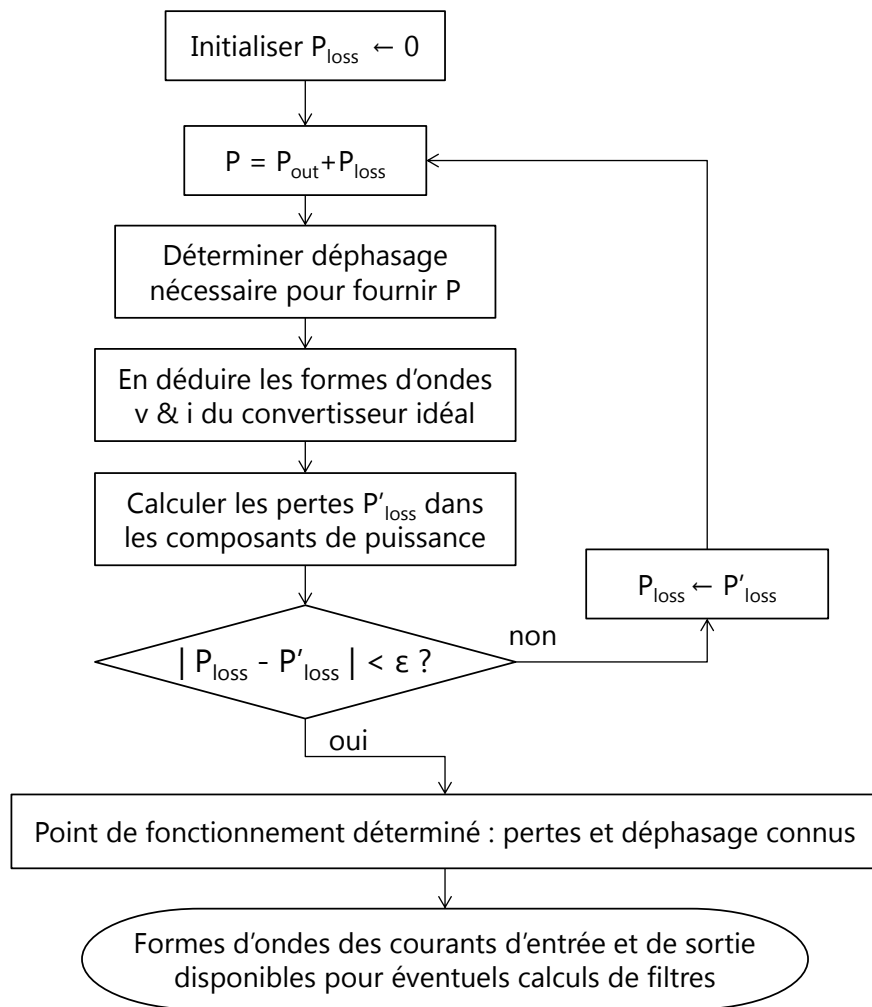 Initialiser P_loss ← 0
P = P_out+P_loss
Déterminer déphasage
nécessaire pour fournir P
En déduire les formes d'ondes
v & i du convertisseur idéal
Calculer les pertes P'_loss dans
les composants de puissance
P_loss ← P'_loss
| P_loss - P'_loss | < ε ?
non
oui
Point de fonctionnement déterminé : pertes et déphasage connus
Formes d'ondes des courants d'entrée et de sortie
disponibles pour éventuels calculs de filtres